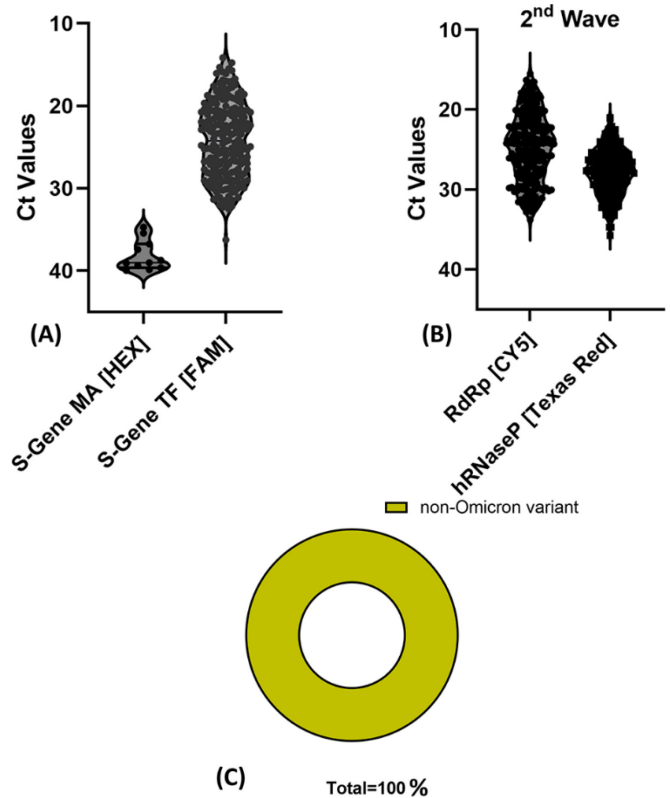 10
20
30
40
Ct Values
(A)
S-Gene MA [HEX]
S-Gene TF [FAM]
2nd Wave
10
20
30
40
Ct Values
(B)
RdRp [CY5]
hRNaseP [Texas Red]
non-Omicron variant
(C)
Total=100 %